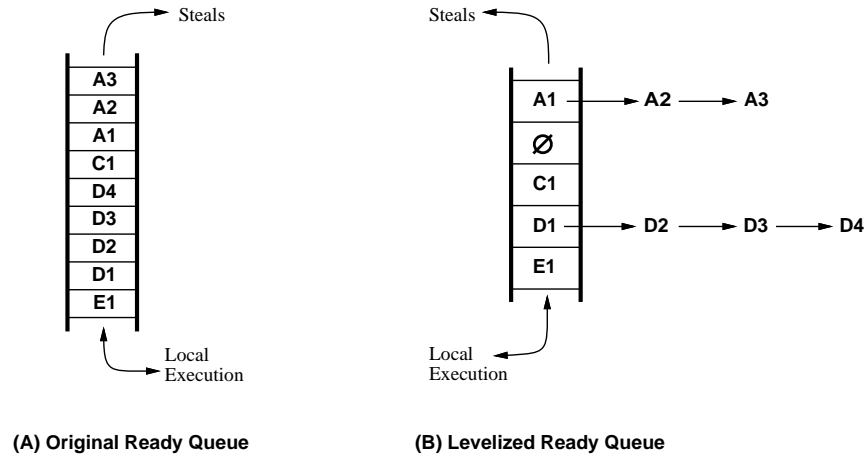 Steals
A3
A2
A1
C1
D4
D3
D2
D1
E1
Local
Execution
(A) Original Ready Queue
Steals
A1 A2 A3
Ø
C1
D1 D2 D3 D4
E1
Local
Execution
(B) Levelized Ready Queue